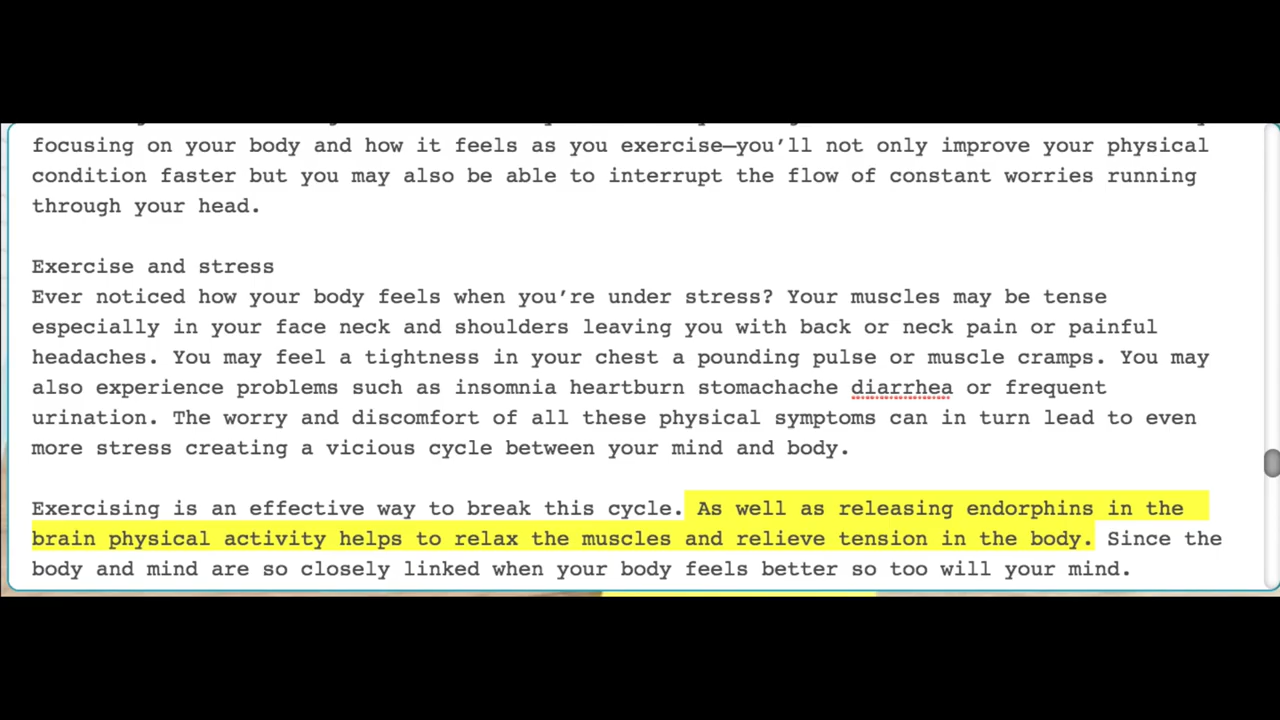 focusing on your body and how it feels as you exercise—you’ll not only improve your physical
condition faster but you may also be able to interrupt the flow of constant worries running
through your head.
Exercise and stress
Ever noticed how your body feels when you’re under stress? Your muscles may be tense
especially in your face neck and shoulders leaving you with back or neck pain or painful
headaches. You may feel a tightness in your chest a pounding pulse or muscle cramps. You may
also experience problems such as insomnia heartburn stomachache diarrhea or frequent
urination. The worry and discomfort of all these physical symptoms can in turn lead to even
more stress creating a vicious cycle between your mind and body.
Exercising is an effective way to break this cycle. As well as releasing endorphins in the
brain physical activity helps to relax the muscles and relieve tension in the body. Since the
body and mind are so closely linked when your body feels better so too will your mind.